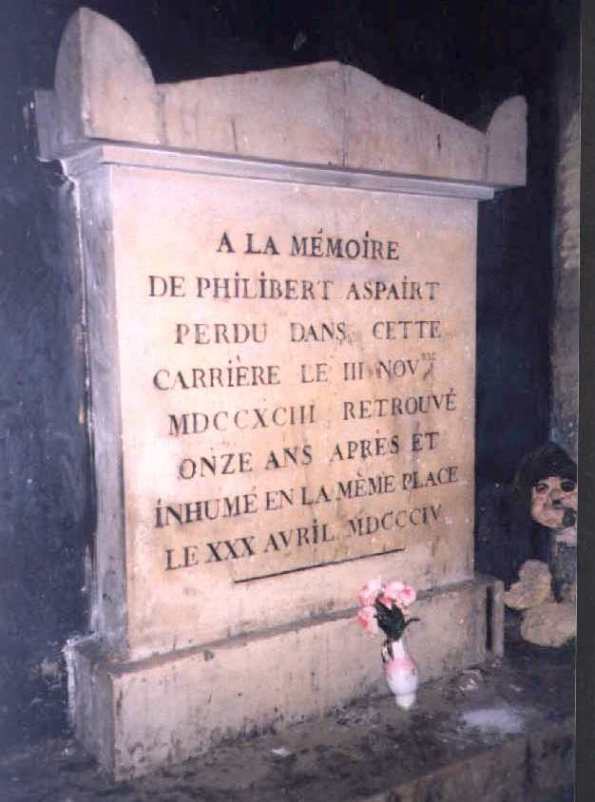 A LA MÉMOIRE
DE PHILIBERT ASPAIRT
PERDU DANS CETTE
CARRIÈRE LE III NOVBRE
MDCCXCIII RETROUVÉ
ONZE ANS APRÈS ET
INHUMÉ EN LA MÈME PLACE
LE XXX AVRIL MDCCCIV